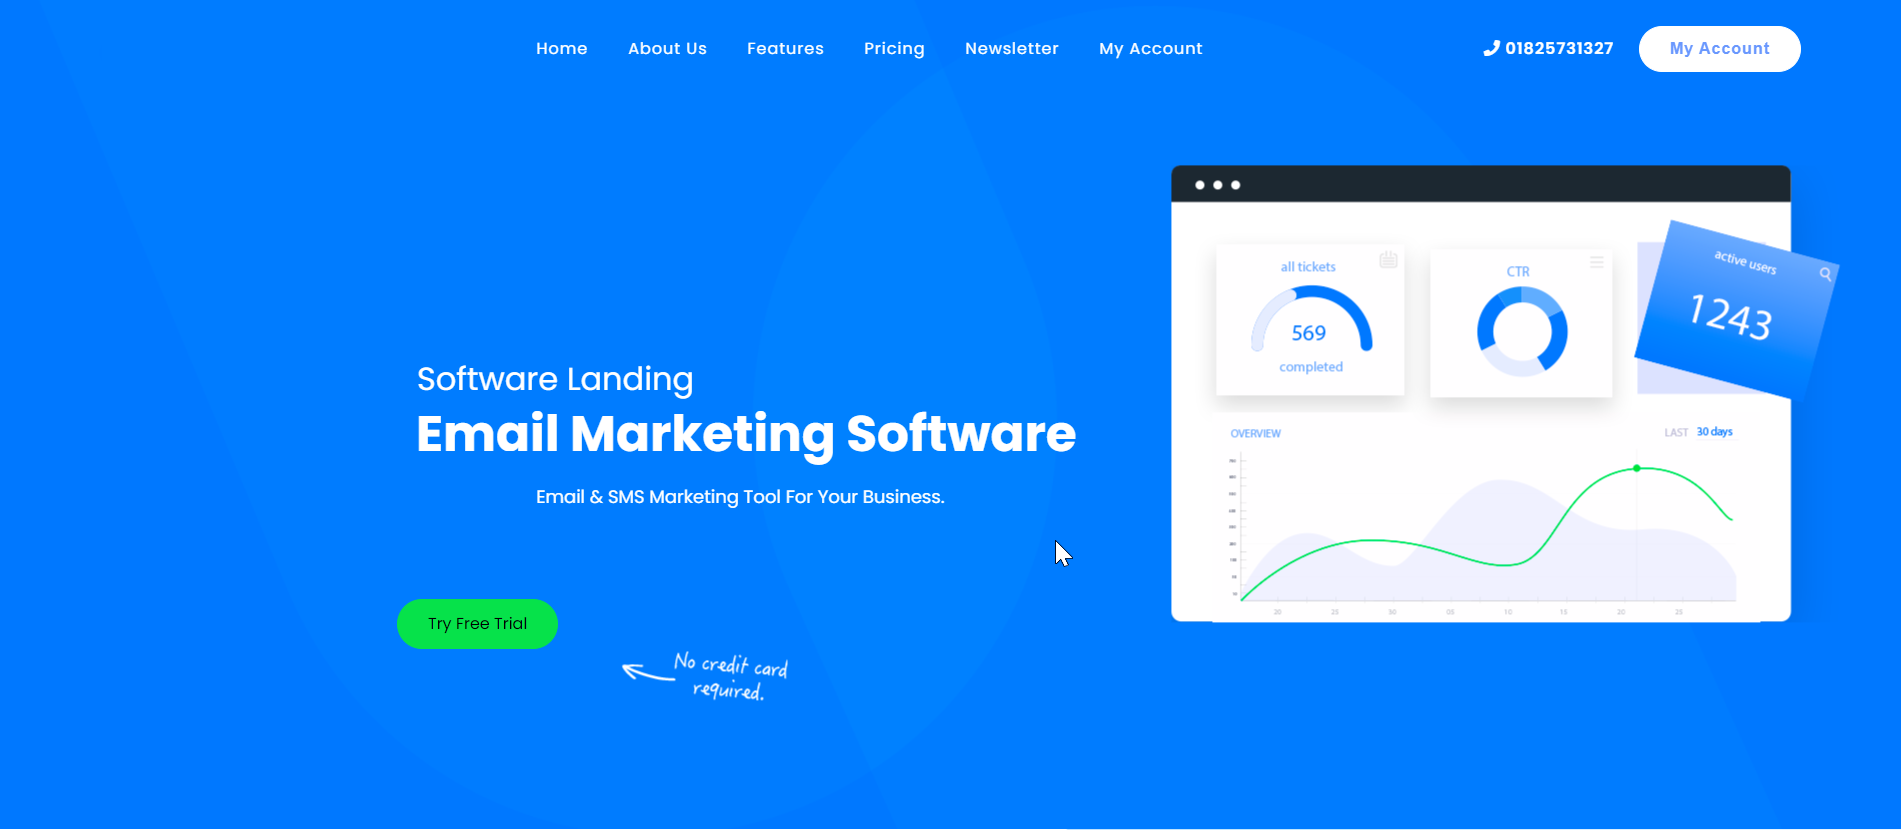 Home About Us Features Pricing Newsletter My Account 01825731327 My Account
Software Landing
Email Marketing Software
Email & SMS Marketing Tool For Your Business.
Try Free Trial
No credit card
required.
all tickets
569
completed
CTR
active users
1243
OVERVIEW
LAST 30 days